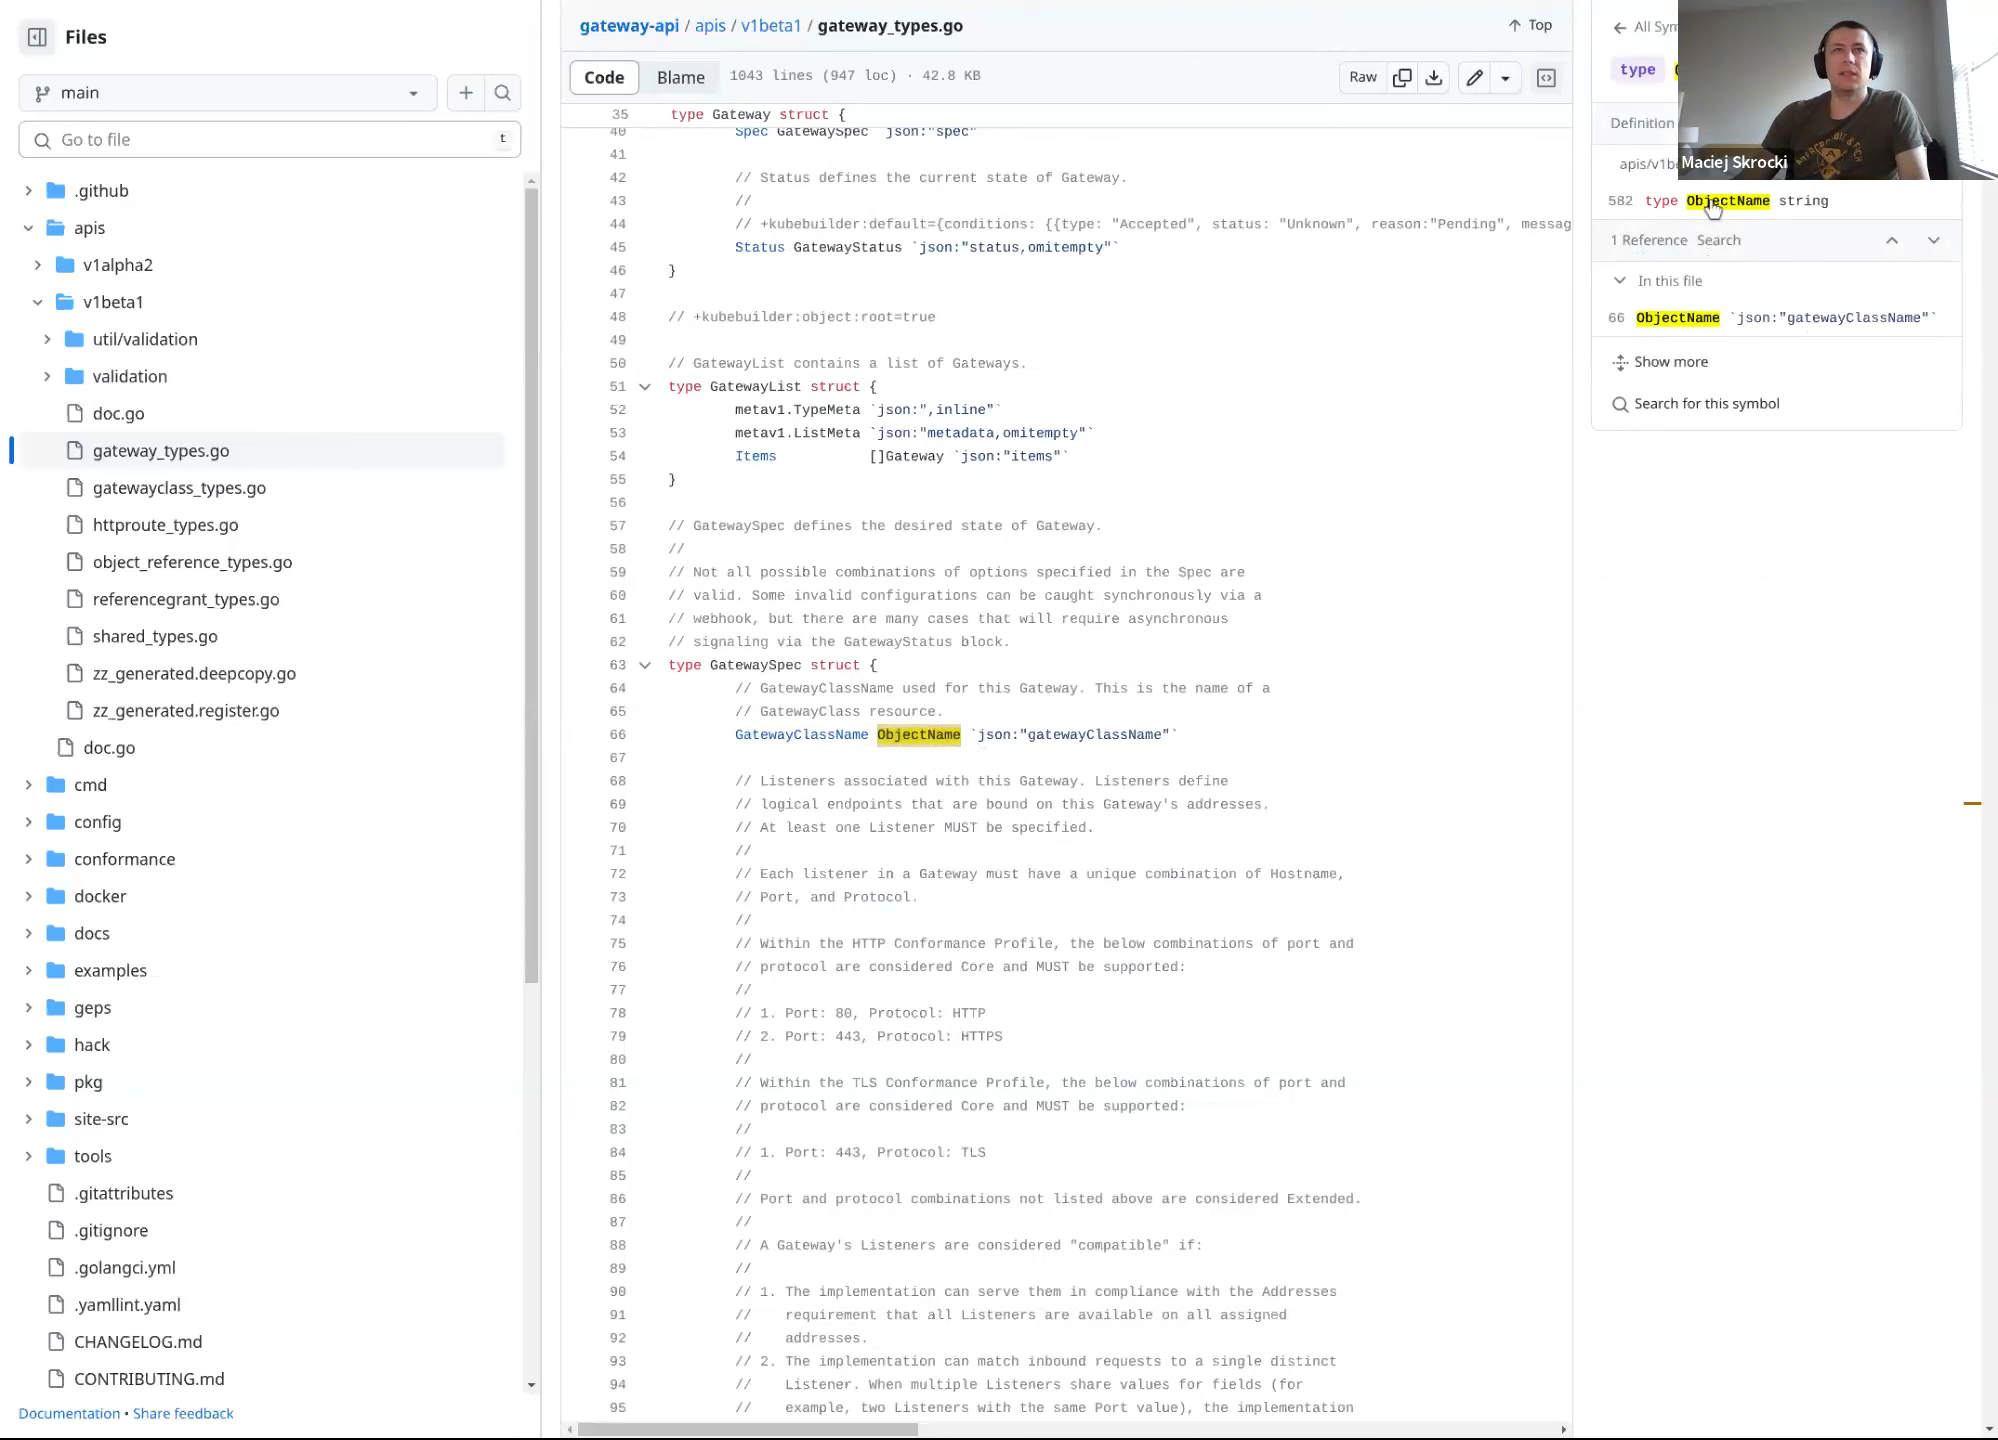 Files
main
Go to file
t
.github
apis
v1alpha2
v1beta1
util/validation
validation
doc.go
gateway_types.go
gatewayclass_types.go
httproute_types.go
object_reference_types.go
referencegrant_types.go
shared_types.go
zz_generated.deepcopy.go
zz_generated.register.go
doc.go
cmd
config
conformance
docker
docs
examples
geps
hack
pkg
site-src
tools
.gitattributes
.gitignore
.golangci.yml
.yamllint.yaml
CHANGELOG.md
CONTRIBUTING.md
Documentation • Share feedback
gateway-api / apis / v1beta1 / gateway_types.go
Top
Code Blame 1043 lines (947 loc) · 42.8 KB
Raw
35 type Gateway struct {
40 Spec GatewaySpec `json:"spec"`
41
42 // Status defines the current state of Gateway.
43 //
44 // +kubebuilder:default={conditions: {{type: "Accepted", status: "Unknown", reason:"Pending", messag
45 Status GatewayStatus `json:"status,omitempty"`
46 }
47
48 // +kubebuilder:object:root=true
49
50 // GatewayList contains a list of Gateways.
51 type GatewayList struct {
52 metav1.TypeMeta `json:",inline"`
53 metav1.ListMeta `json:"metadata,omitempty"`
54 Items []Gateway `json:"items"`
55 }
56
57 // GatewaySpec defines the desired state of Gateway.
58 //
59 // Not all possible combinations of options specified in the Spec are
60 // valid. Some invalid configurations can be caught synchronously via a
61 // webhook, but there are many cases that will require asynchronous
62 // signaling via the GatewayStatus block.
63 type GatewaySpec struct {
64 // GatewayClassName used for this Gateway. This is the name of a
65 // GatewayClass resource.
66 GatewayClassName ObjectName `json:"gatewayClassName"`
67
68 // Listeners associated with this Gateway. Listeners define
69 // logical endpoints that are bound on this Gateway's addresses.
70 // At least one Listener MUST be specified.
71 //
72 // Each listener in a Gateway must have a unique combination of Hostname,
73 // Port, and Protocol.
74 //
75 // Within the HTTP Conformance Profile, the below combinations of port and
76 // protocol are considered Core and MUST be supported:
77 //
78 // 1. Port: 80, Protocol: HTTP
79 // 2. Port: 443, Protocol: HTTPS
80 //
81 // Within the TLS Conformance Profile, the below combinations of port and
82 // protocol are considered Core and MUST be supported:
83 //
84 // 1. Port: 443, Protocol: TLS
85 //
86 // Port and protocol combinations not listed above are considered Extended.
87 //
88 // A Gateway's Listeners are considered "compatible" if:
89 //
90 // 1. The implementation can serve them in compliance with the Addresses
91 // requirement that all Listeners are available on all assigned
92 // addresses.
93 // 2. The implementation can match inbound requests to a single distinct
94 // Listener. When multiple Listeners share values for fields (for
95 // example, two Listeners with the same Port value), the implementation
All Sym
type
Definition
apis/v1be
Maciej Skrocki
582 type ObjectName string
1 Reference Search
In this file
66 ObjectName `json:"gatewayClassName"`
Show more
Search for this symbol